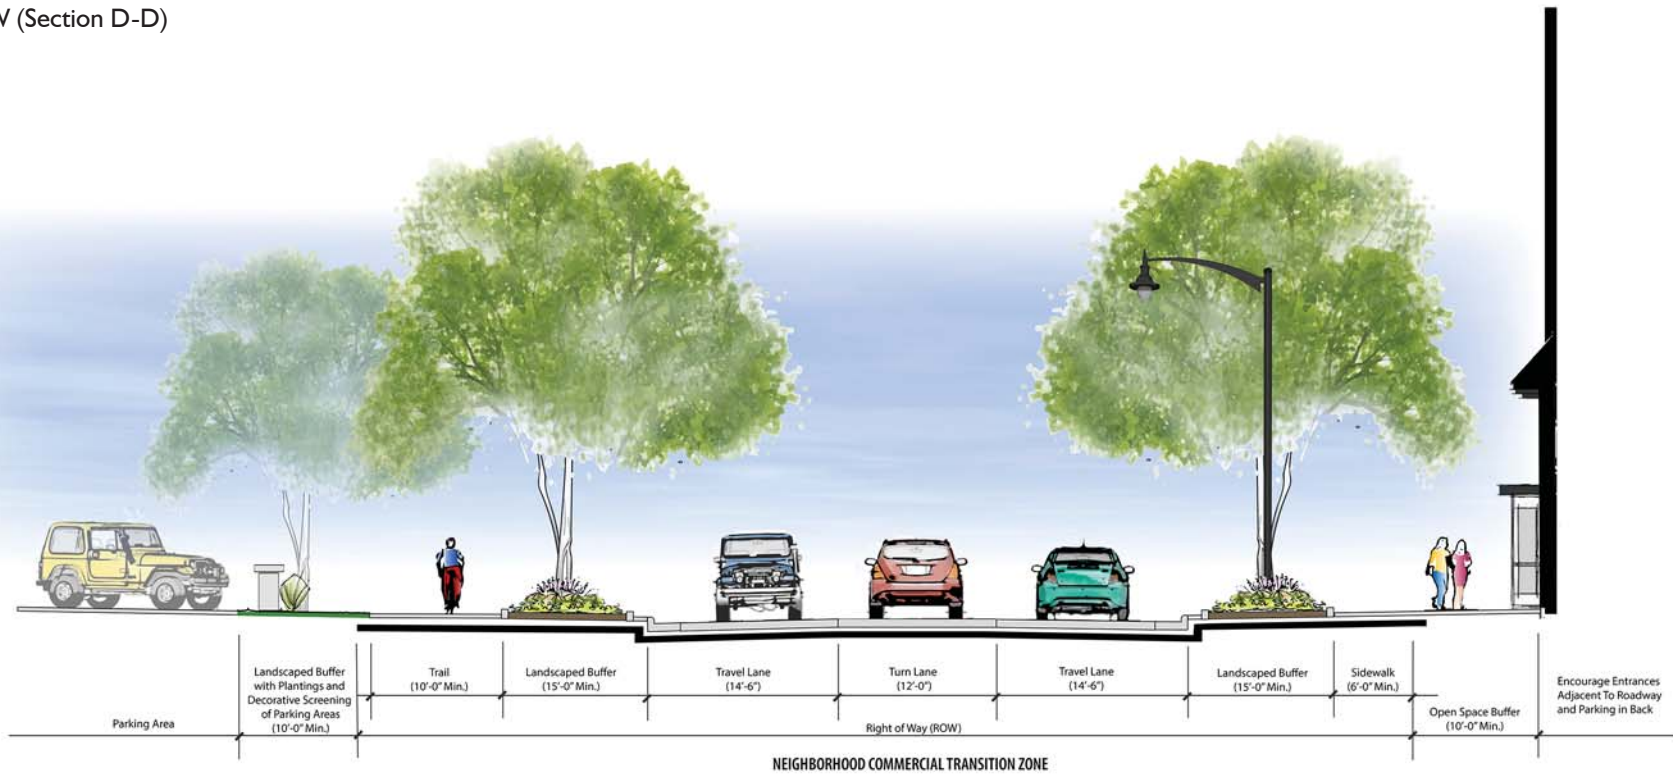 (Section D-D)
Parking Area
Landscaped Buffer
with Plantings and
Decorative Screening
of Parking Areas
(10'-0" Min.)
Trail
(10'-0" Min.)
Landscaped Buffer
(15'-0" Min.)
Travel Lane
(14'-6")
Turn Lane
(12'-0")
Travel Lane
(14'-6")
Landscaped Buffer
(15'-0" Min.)
Sidewalk
(6'-0" Min.)
Right of Way (ROW)
Open Space Buffer
(10'-0" Min.)
Encourage Entrances
Adjacent To Roadway
and Parking in Back
NEIGHBORHOOD COMMERCIAL TRANSITION ZONE